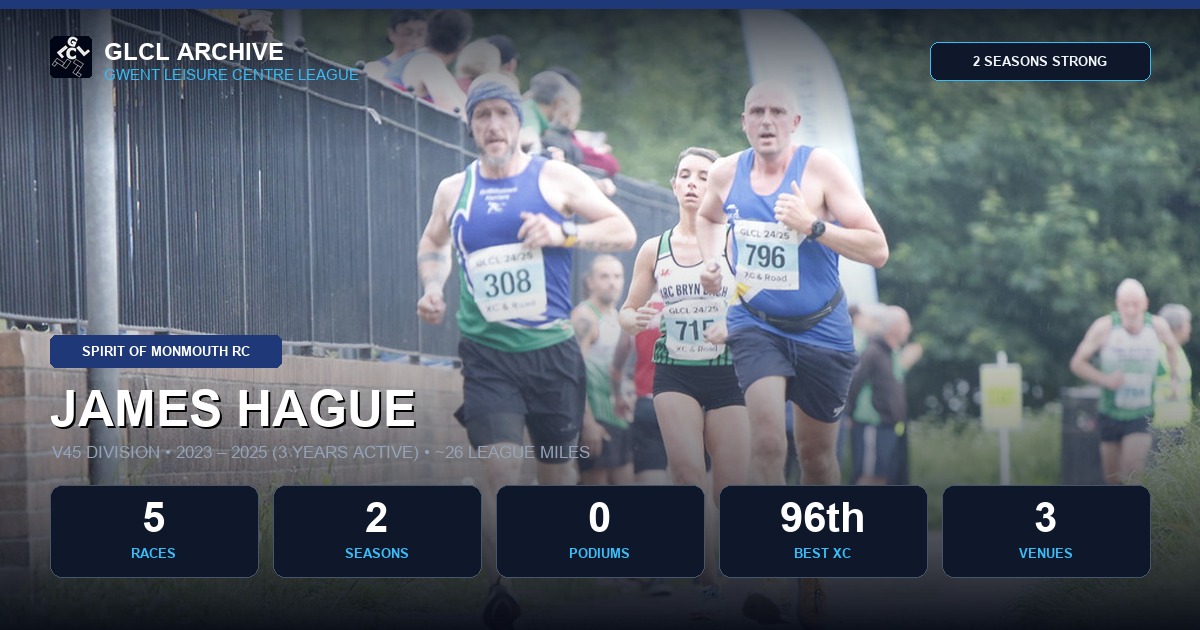 GLCL ARCHIVE
GWENT LEISURE CENTRE LEAGUE
2 SEASONS STRONG
GLCL 24/25
308
XC & Road
ARC BRYN BACH
GLCL 24/25
715
XC & Road
GLCL 24/25
796
XC & Road
SPIRIT OF MONMOUTH RC
JAMES HAGUE
V45 DIVISION • 2023 – 2025 (3 YEARS ACTIVE) • ~26 LEAGUE MILES
5
RACES
2
SEASONS
0
PODIUMS
96th
BEST XC
3
VENUES